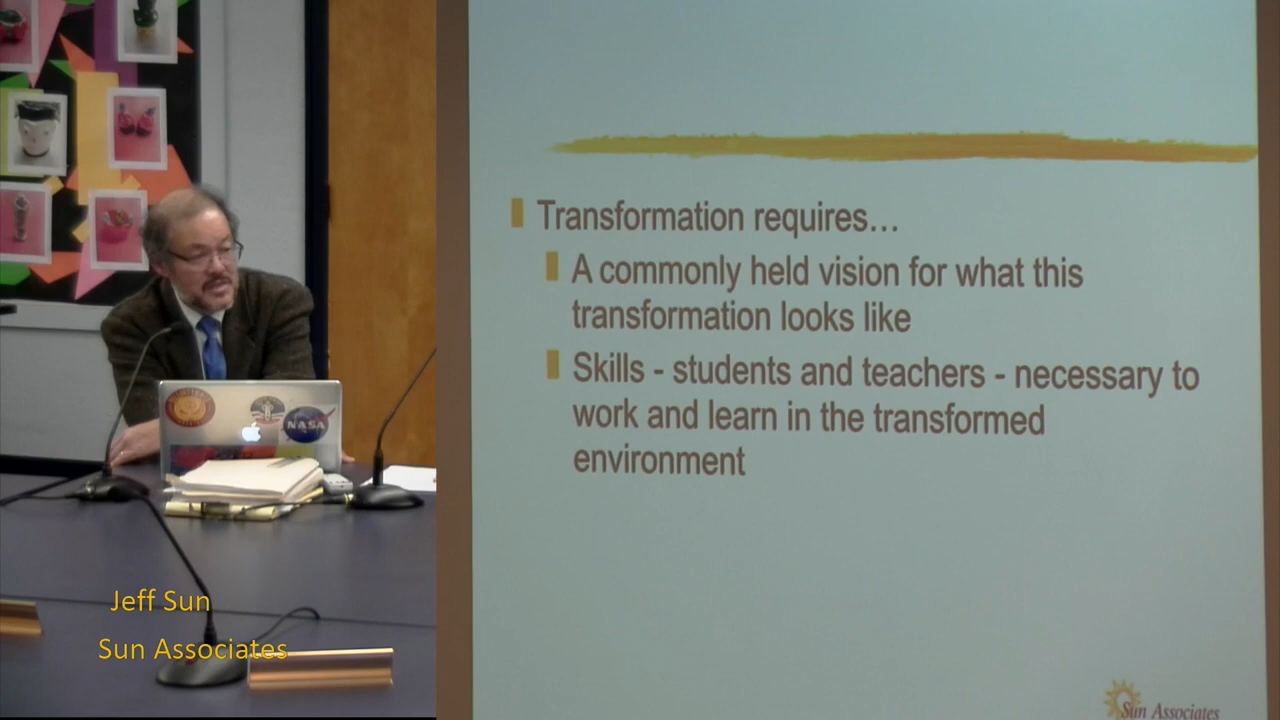 Transformation requires...
A commonly held vision for what this
transformation looks like
Skills - students and teachers - necessary to
work and learn in the transformed
environment
NASA
Jeff Sun
Sun Associates
Sun Associates